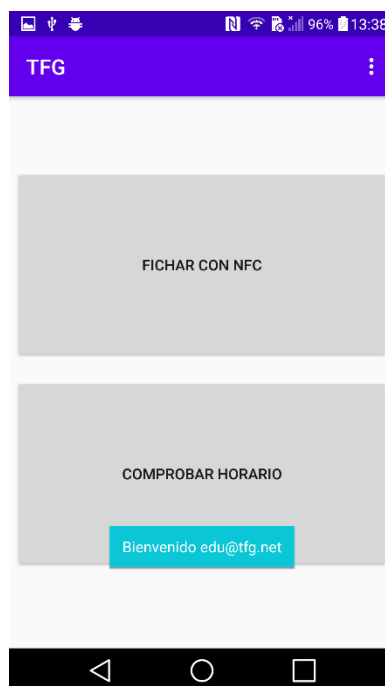 96% 13:38
TFG
FICHAR CON NFC
COMPROBAR HORARIO
Bienvenido edu@tfg.net